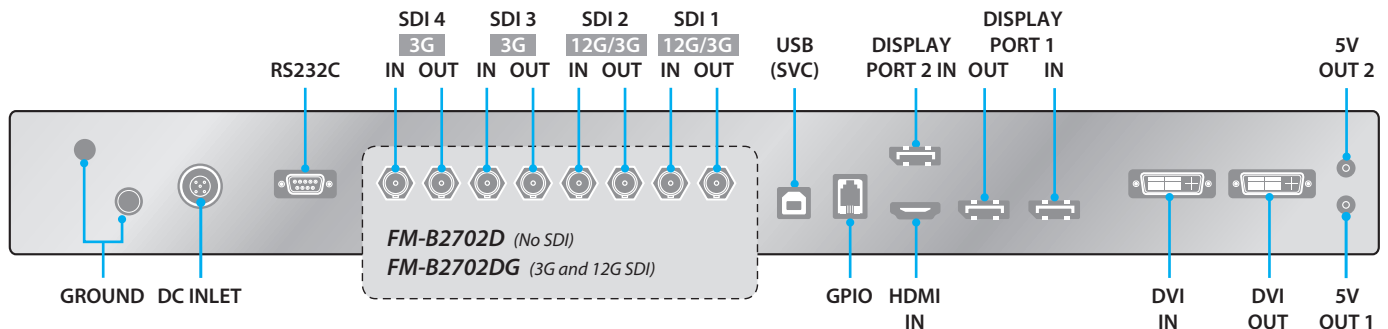 SDI 4 SDI 3 SDI 2 SDI 1 DISPLAY
3G 3G 12G/3G 12G/3G USB DISPLAY PORT 1 5V
RS232C IN OUT IN OUT IN OUT IN OUT (SVC) PORT 2 IN OUT IN OUT 2
FM-B2702D (No SDI)
FM-B2702DG (3G and 12G SDI)
GROUND DC INLET GPIO HDMI DVI DVI 5V
IN IN OUT OUT 1